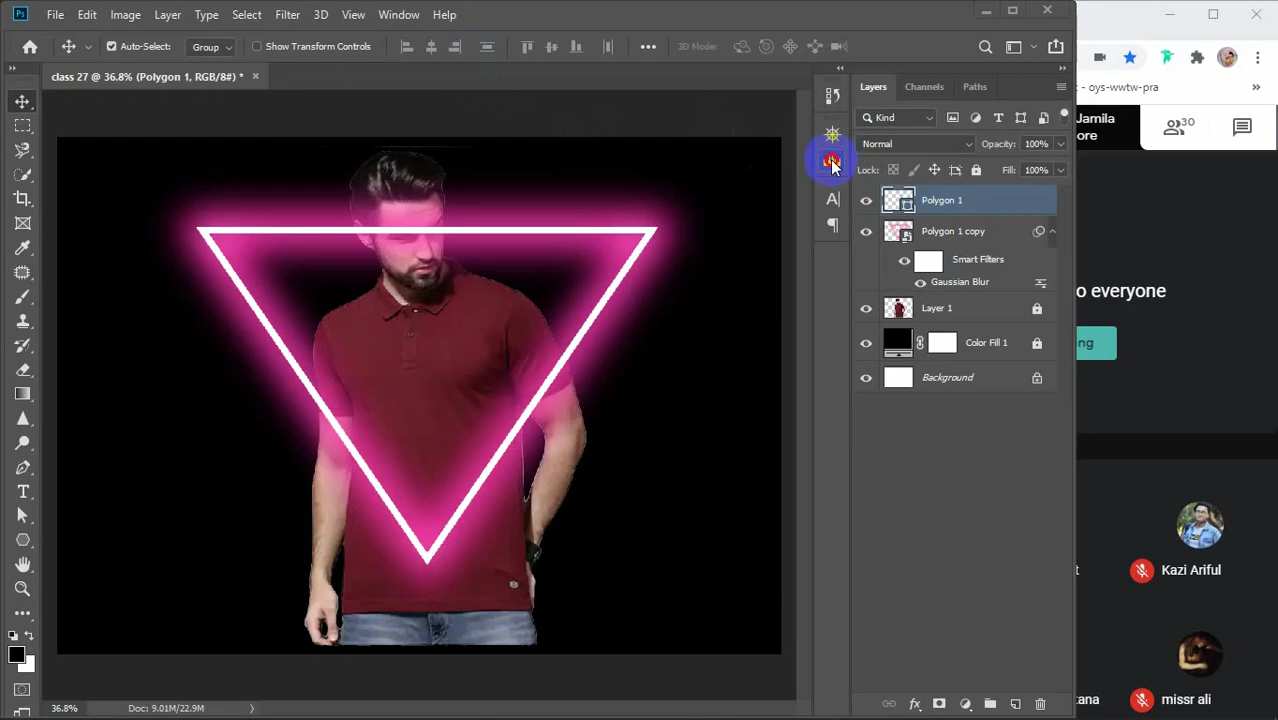 Ps File Edit Image Layer Type Select Filter 3D View Window Help
Auto-Select: Group Show Transform Controls 3D Mode:
class 27 @ 36.8% (Polygon 1, RGB/8#) *
Layers Channels Paths
Kind
Normal Opacity: 100%
Lock: Fill: 100%
Polygon 1
Polygon 1 copy
Smart Filters
Gaussian Blur
Layer 1
Color Fill 1
Background
36.8% Doc: 9.01M/22.9M
- oys-wwtw-pra
Jamila
ore
30
o everyone
ng
Kazi Ariful
t
tana
missr ali